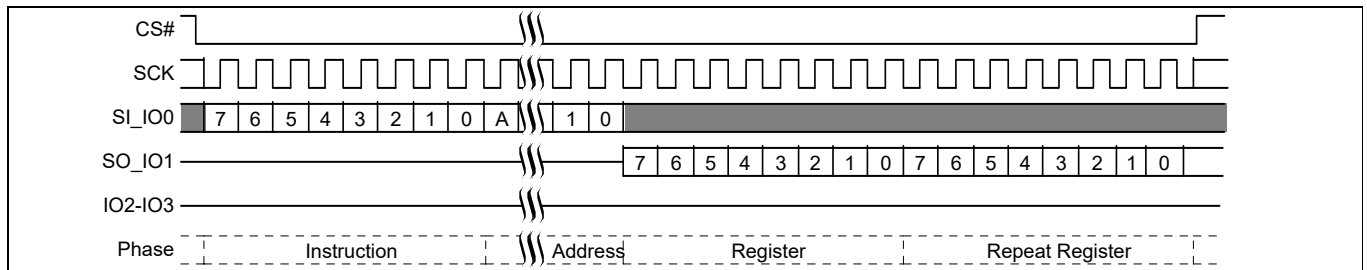 CS#
SCK
SI_IO0 7 6 5 4 3 2 1 0 A 1 0
SO_IO1 7 6 5 4 3 2 1 0 7 6 5 4 3 2 1 0
IO2-IO3
Phase Instruction Address Register Repeat Register